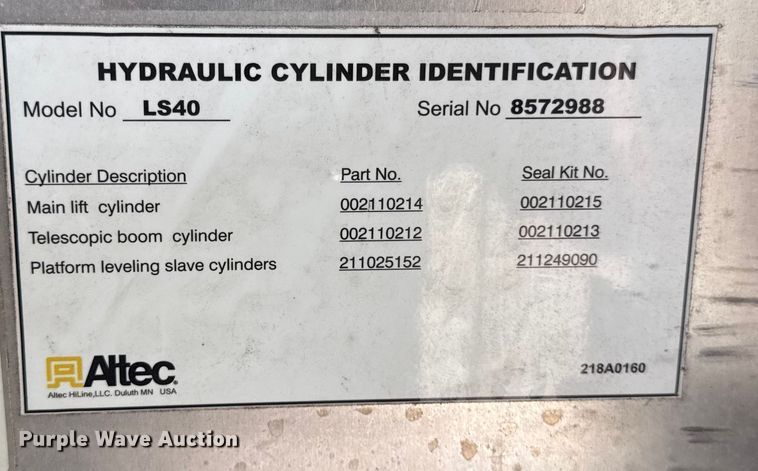 HYDRAULIC CYLINDER IDENTIFICATION
Model No LS40 Serial No 8572988
Cylinder Description Part No. Seal Kit No.
Main lift cylinder 002110214 002110215
Telescopic boom cylinder 002110212 002110213
Platform leveling slave cylinders 211025152 211249090
Altec
Altec HiLine,LLC. Duluth MN USA
218A0160
Purple Wave Auction